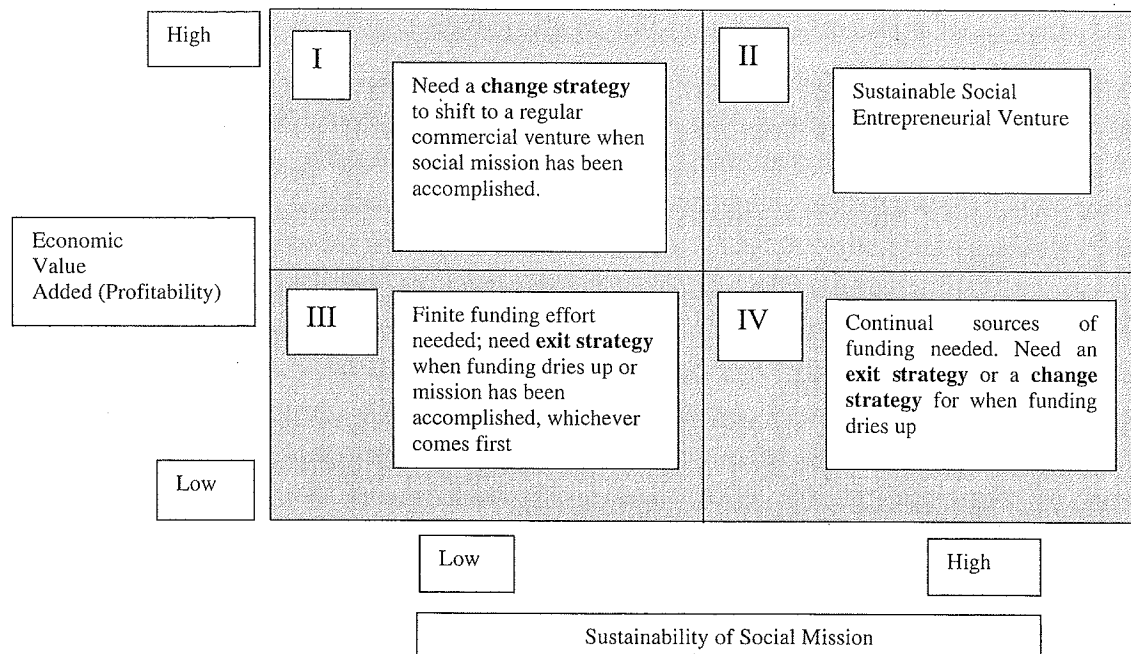 High
I
Need a change strategy
to shift to a regular
commercial venture when
social mission has been
accomplished.
II
Sustainable Social
Entrepreneurial Venture
Economic
Value
Added (Profitability)
III
Finite funding effort
needed; need exit strategy
when funding dries up or
mission has been
accomplished, whichever
comes first
IV
Continual sources of
funding needed. Need an
exit strategy or a change
strategy for when funding
dries up
Low
Low
High
Sustainability of Social Mission